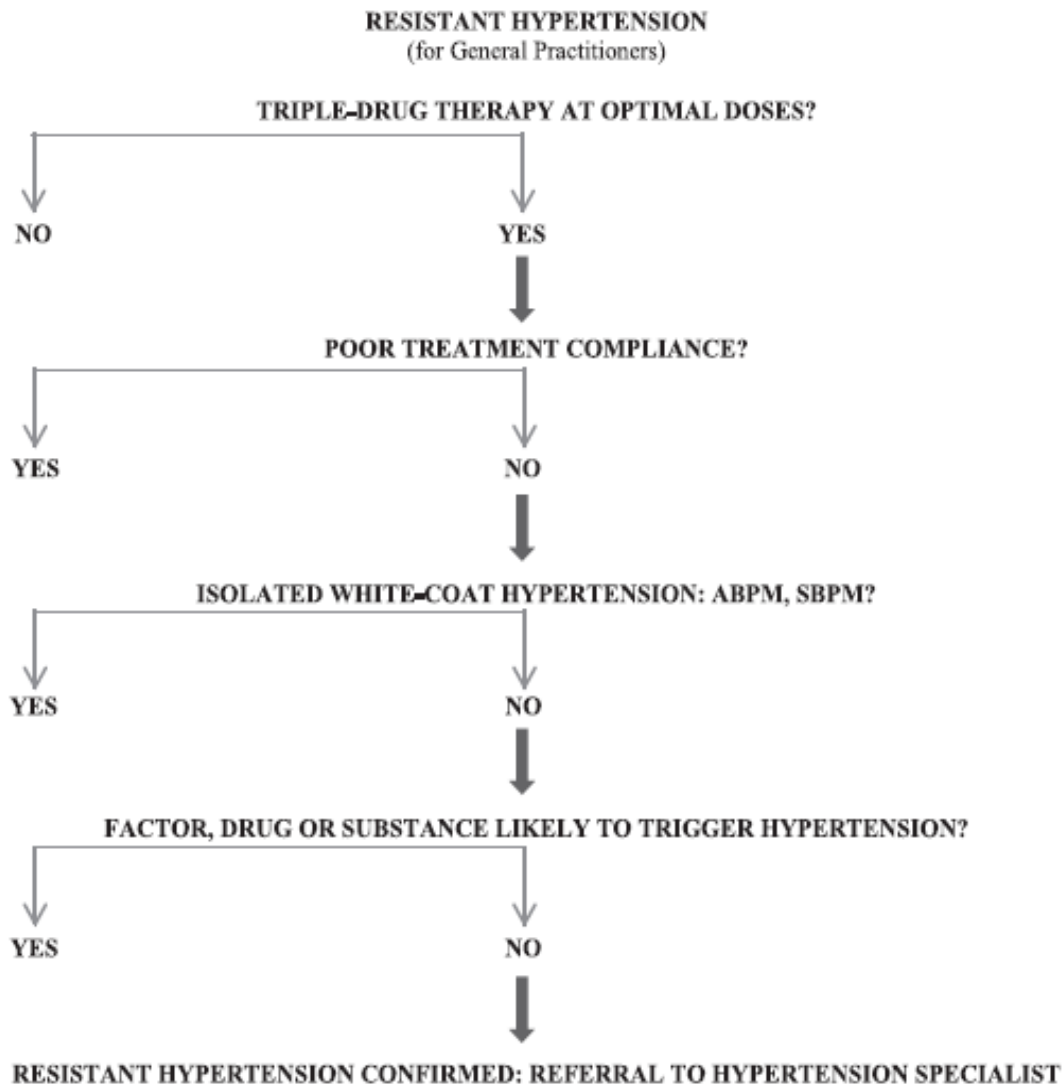 RESISTANT HYPERTENSION
(for General Practitioners)
TRIPLE-DRUG THERAPY AT OPTIMAL DOSES?
NO YES
POOR TREATMENT COMPLIANCE?
YES NO
ISOLATED WHITE-COAT HYPERTENSION: ABPM, SBPM?
YES NO
FACTOR, DRUG OR SUBSTANCE LIKELY TO TRIGGER HYPERTENSION?
YES NO
RESISTANT HYPERTENSION CONFIRMED: REFERRAL TO HYPERTENSION SPECIALIST